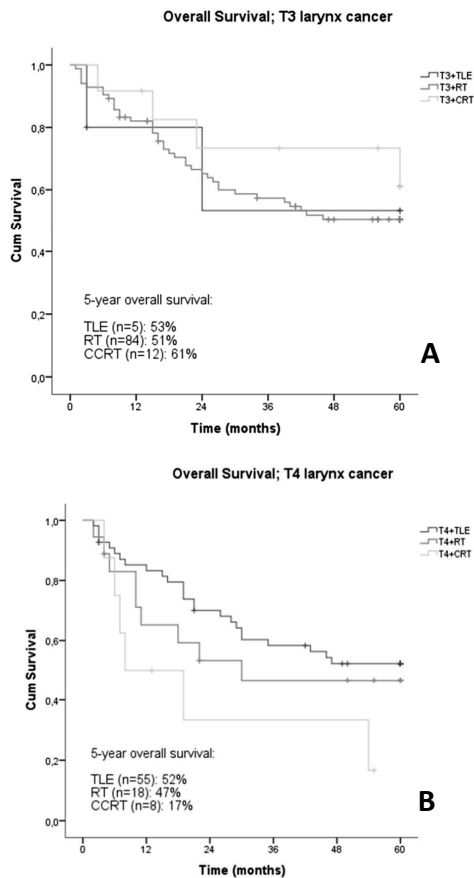 Overall Survival; T3 larynx cancer
T3+TLE
T3+RT
T3+CRT
1,0
0,8
0,6
0,4
0,2
0,0
Cum Survival
5-year overall survival:
TLE (n=5): 53%
RT (n=84): 51%
CCRT (n=12): 61%
A
0 12 24 36 48 60
Time (months)
Overall Survival; T4 larynx cancer
T4+TLE
T4+RT
T4+CRT
1,0
0,8
0,6
0,4
0,2
0,0
Cum Survival
5-year overall survival:
TLE (n=55): 52%
RT (n=18): 47%
CCRT (n=8): 17%
B
0 12 24 36 48 60
Time (months)